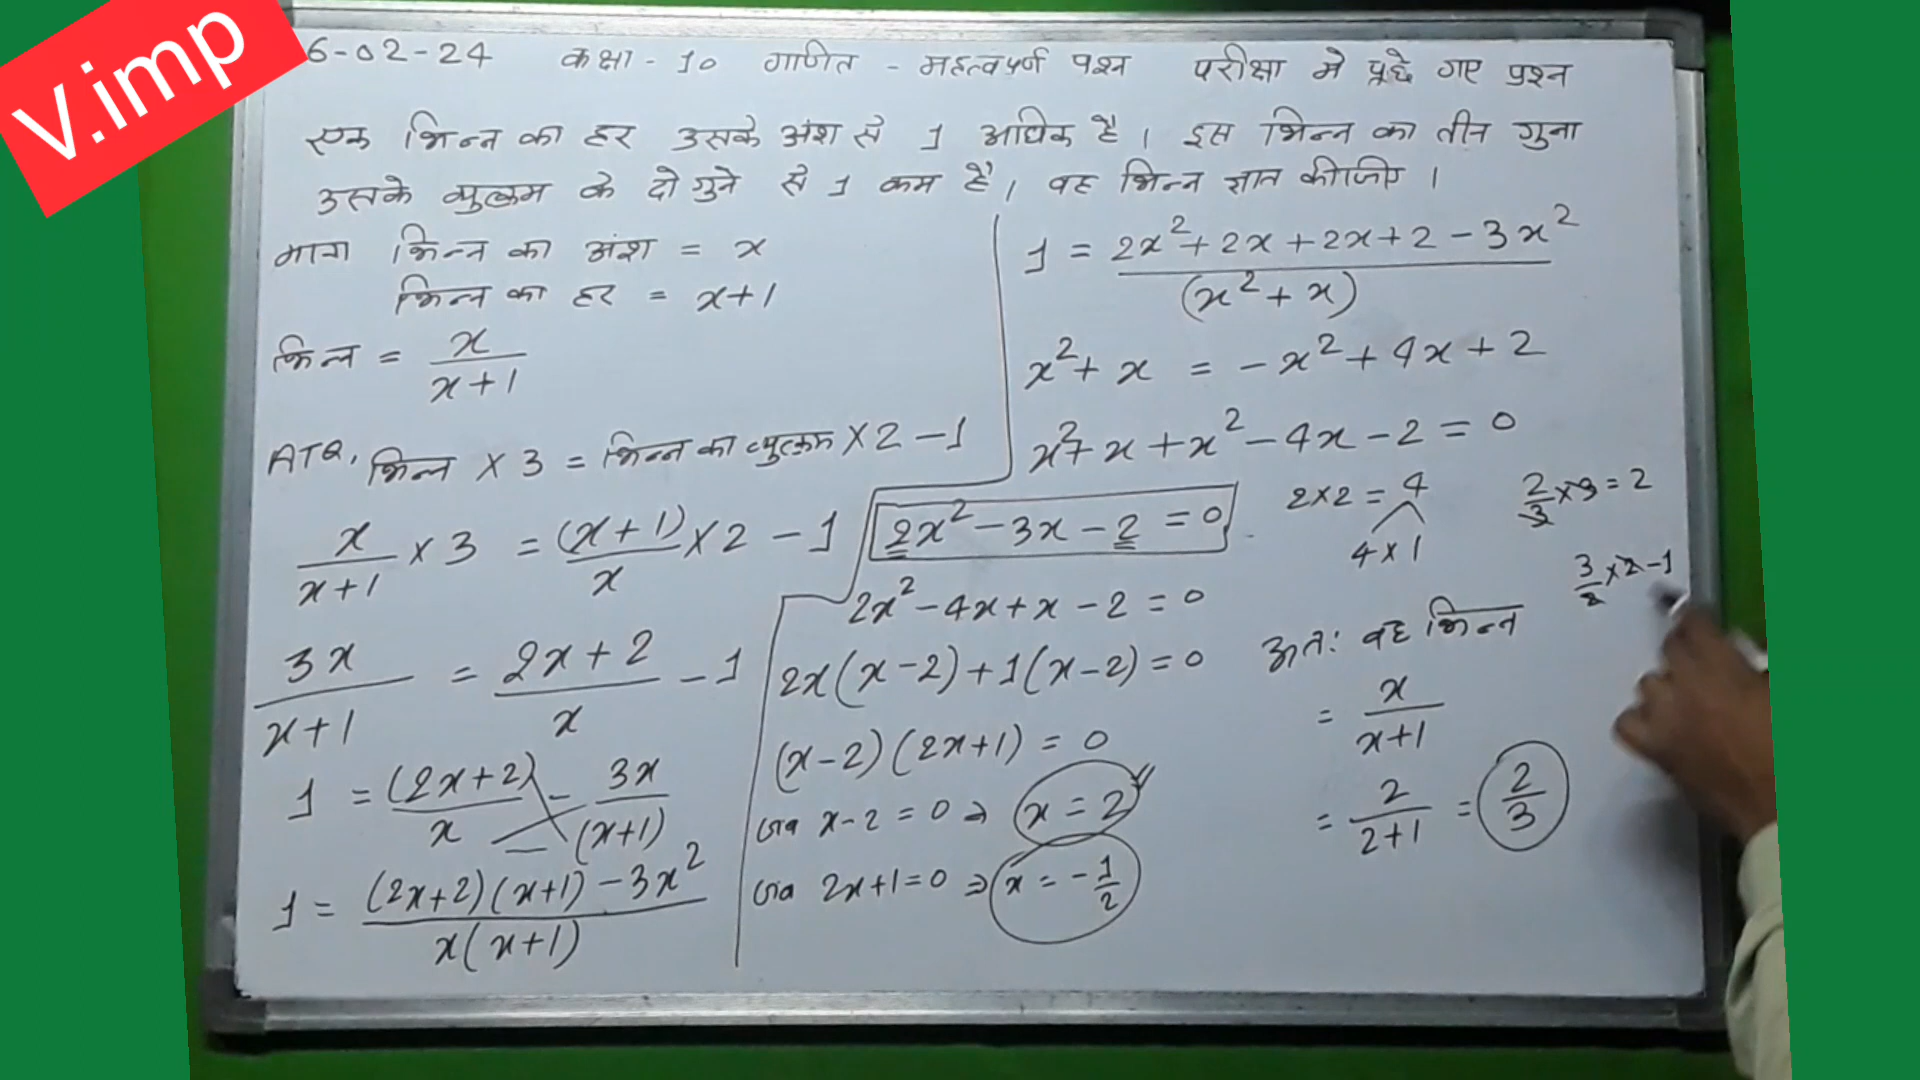 V.imp
6-02-24 कक्षा - 10 गणित - महत्वपूर्ण प्रश्न परीक्षा मे पूछे गए प्रश्न
एक भिन्न का हर उसके अंश से 1 अधिक है। इस भिन्न का तीन गुना
उसके व्युत्क्रम के दो गुने से 1 कम है, वह भिन्न ज्ञात कीजिए।
माना भिन्न का अंश = x
भिन्न का हर = x+1
भिन्न = x/(x+1)
ATQ, भिन्न × 3 = भिन्न का व्युत्क्रम × 2 - 1
x/(x+1) × 3 = (x+1)/x × 2 - 1
3x/(x+1) = (2x+2)/x - 1
1 = (2x+2)/x - 3x/(x+1)
1 = ((2x+2)(x+1) - 3x²)/(x(x+1))
1 = (2x²+2x+2x+2-3x²)/(x²+x)
x²+x = -x²+4x+2
x²+x+x²-4x-2=0
2x²-3x-2=0
2x²-4x+x-2=0
2x(x-2)+1(x-2)=0
(x-2)(2x+1)=0
जब x-2=0 ⇒ x=2
जब 2x+1=0 ⇒ x=-1/2
2×2=4
4×1
2/3×3=2
3/2×2-1
अतः वह भिन्न
= x/(x+1)
= 2/(2+1) = 2/3